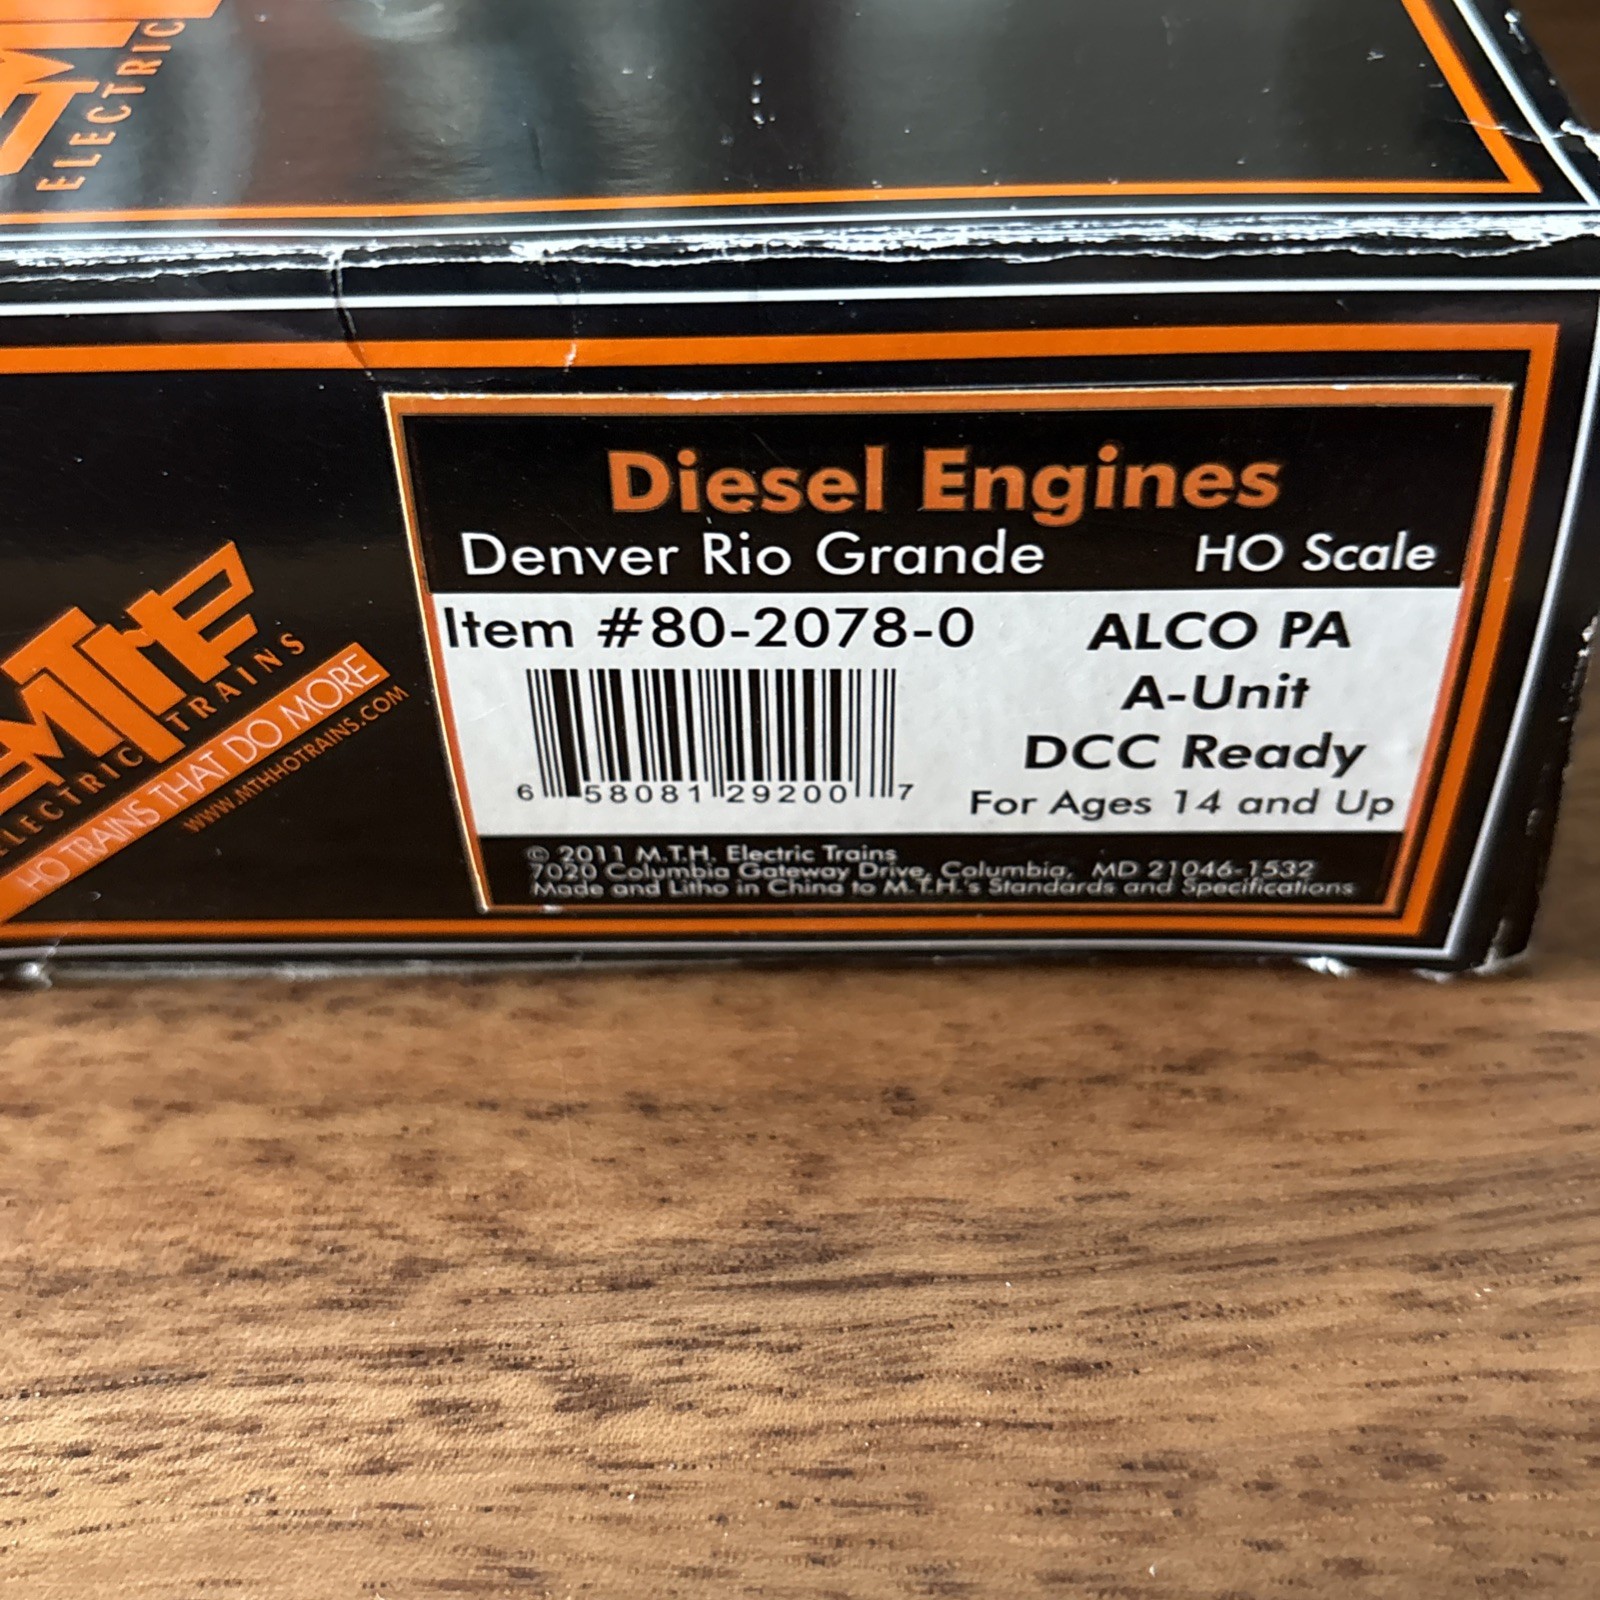 ELECTRIC
Diesel Engines
Denver Rio Grande HO Scale
Item #80-2078-0
ALCO PA
A-Unit
DCC Ready
For Ages 14 and Up
6 58081 29200 7
© 2011 M.T.H. Electric Trains
7020 Columbia Gateway Drive, Columbia, MD 21046-1532
Made and Litho in China to M.T.H.'s Standards and Specifications
MTH
ELECTRIC TRAINS
HO TRAINS THAT DO MORE
WWW.MTHHOTRAINS.COM